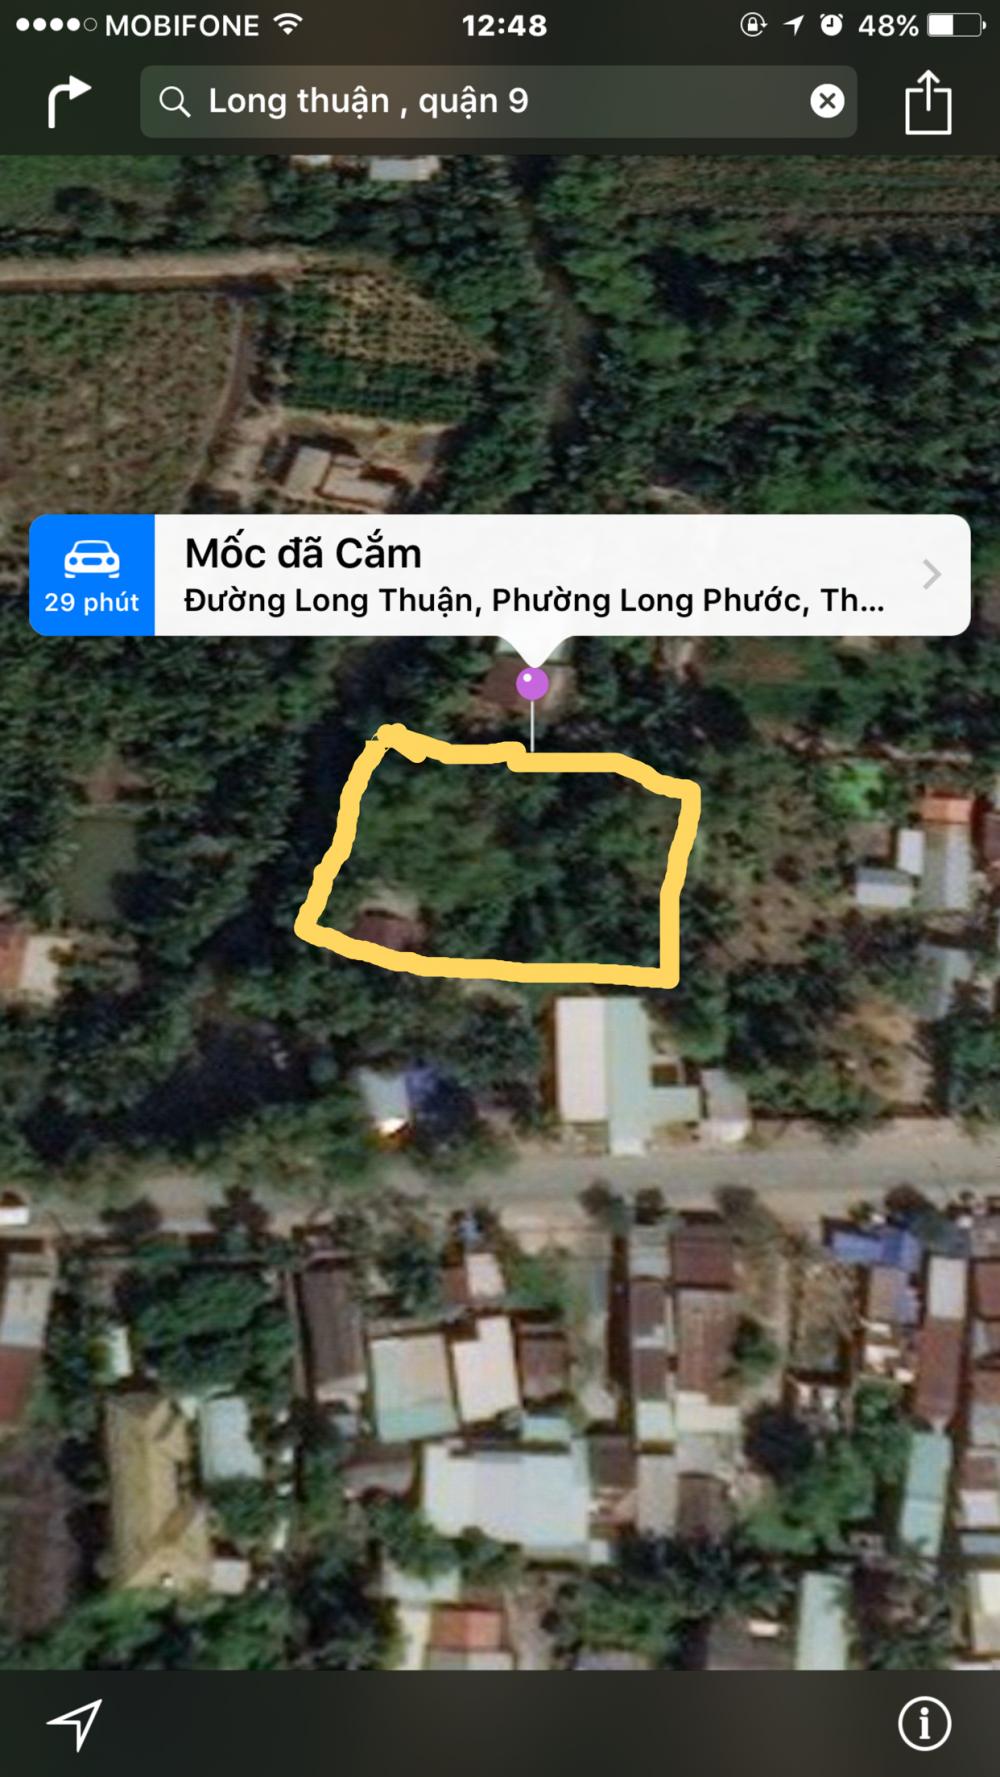 MOBIFONE 12:48 48%
Long thuận , quận 9
Mốc đã Cắm
29 phút Đường Long Thuận, Phường Long Phước, Th...